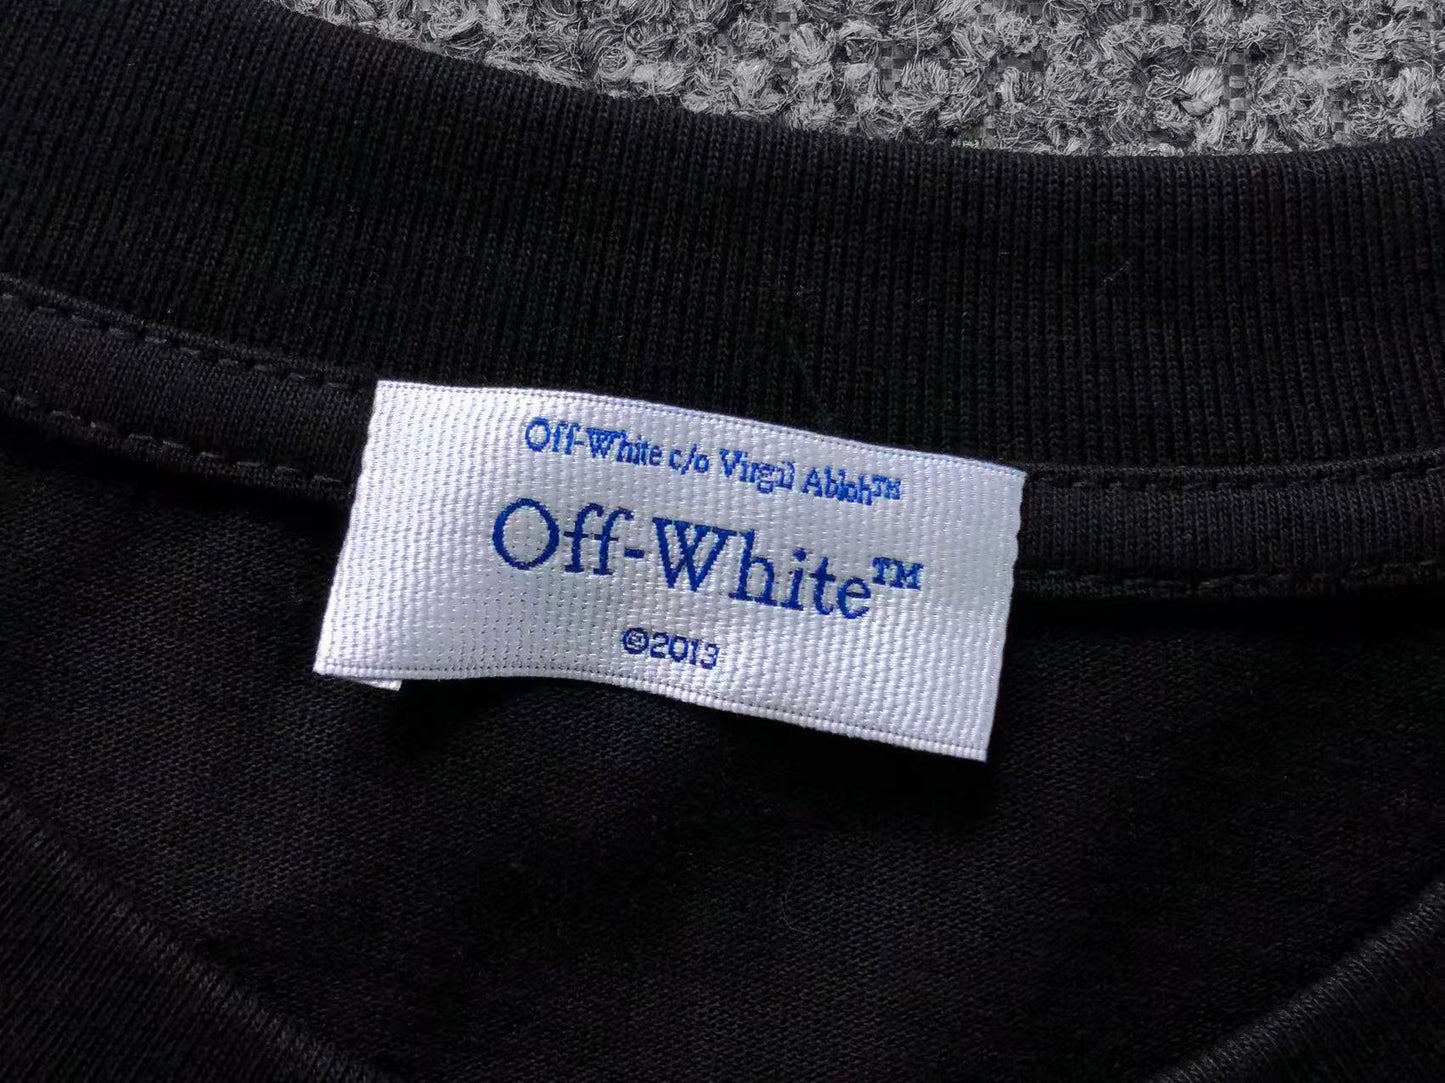 Off-White c/o Virgil Abloh™
Off-White™
©2013